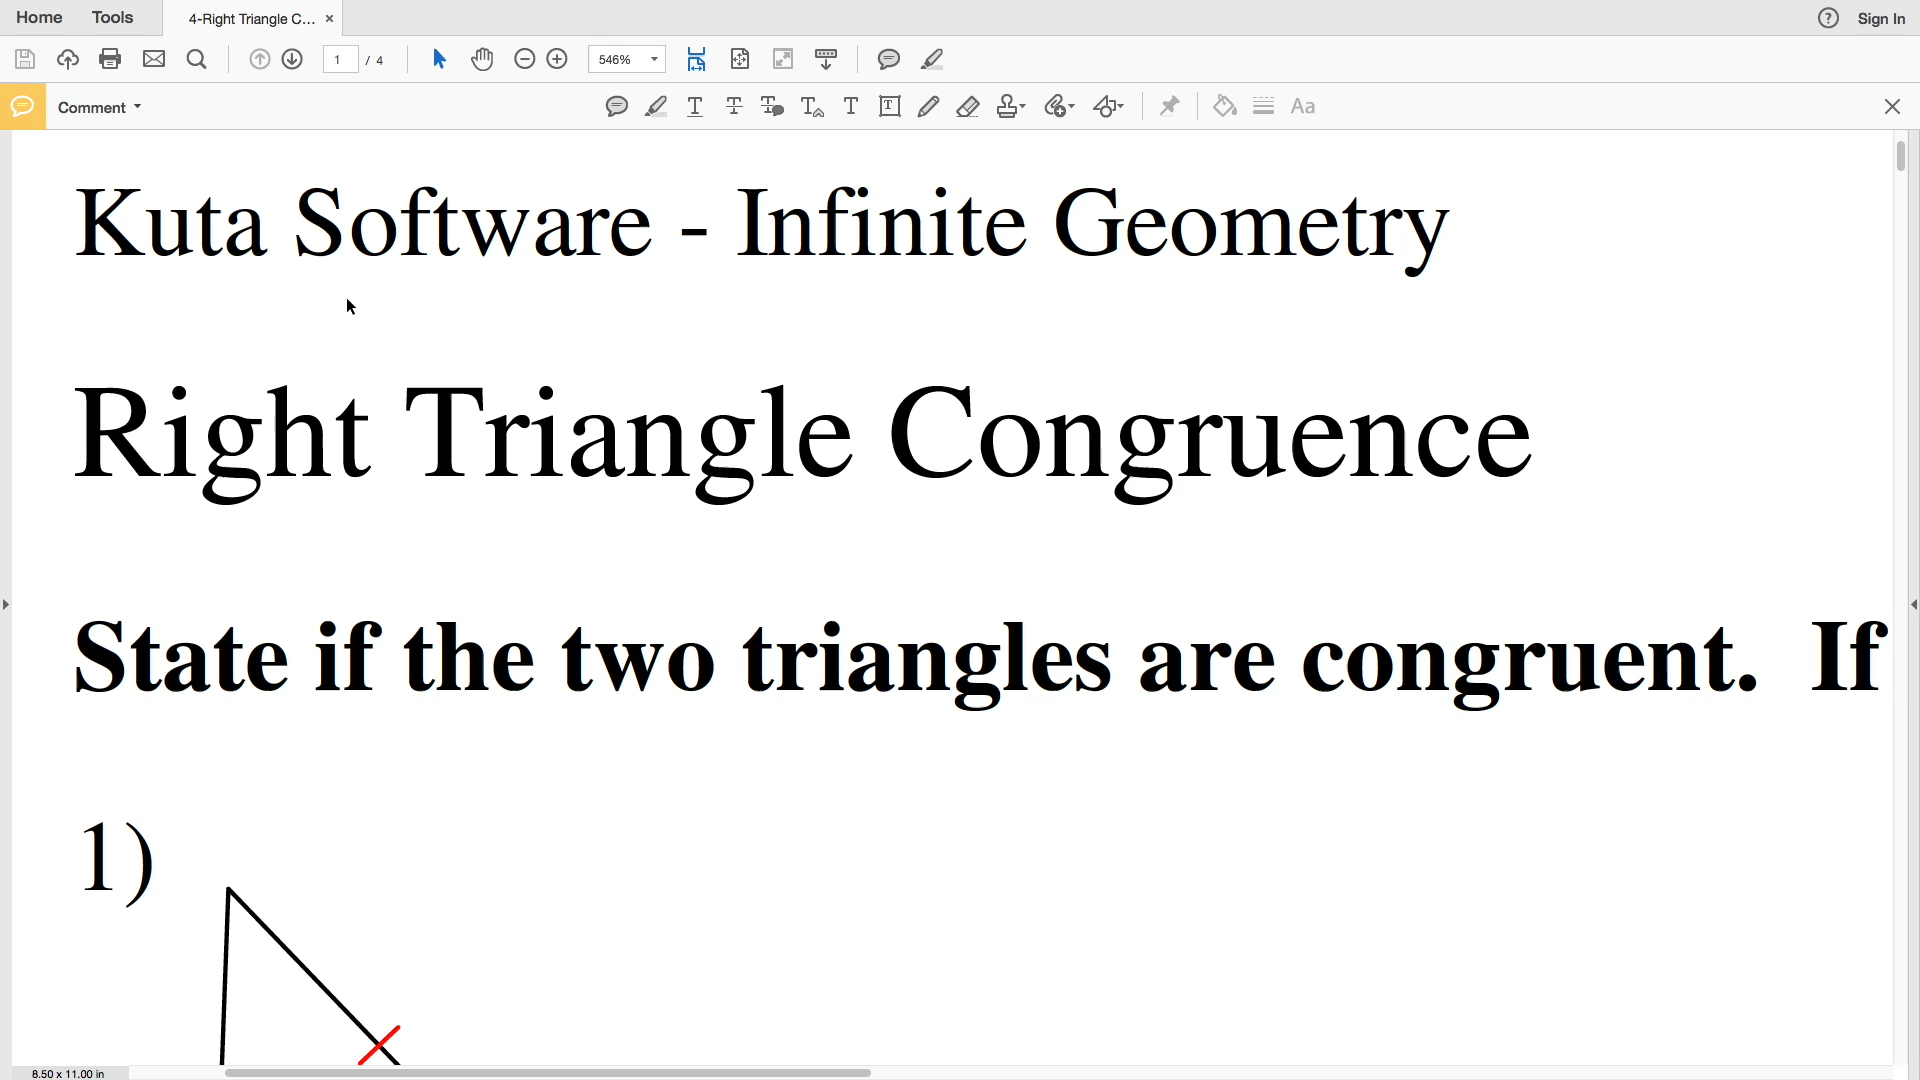 Home Tools 4-Right Triangle C... × Sign In
1 / 4 546%
Comment Aa
Kuta Software - Infinite Geometry
Right Triangle Congruence
State if the two triangles are congruent.  If
1)
8.50 x 11.00 in